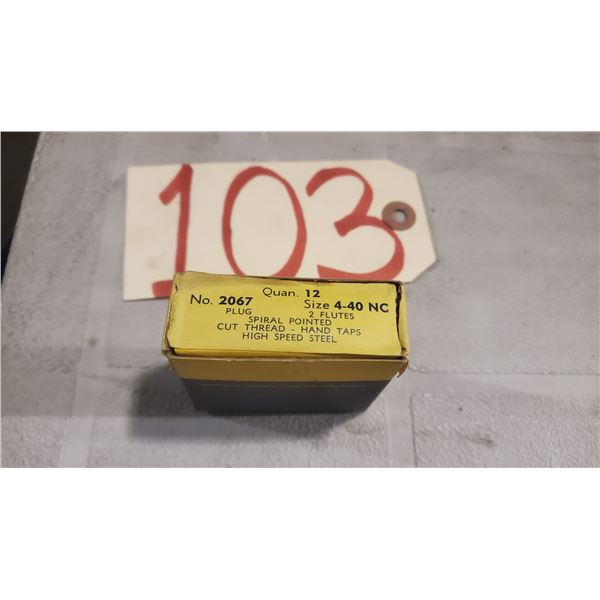 103
Quan. 12
No. 2067 Size 4-40 NC
PLUG 2 FLUTES
SPIRAL POINTED
CUT THREAD - HAND TAPS
HIGH SPEED STEEL